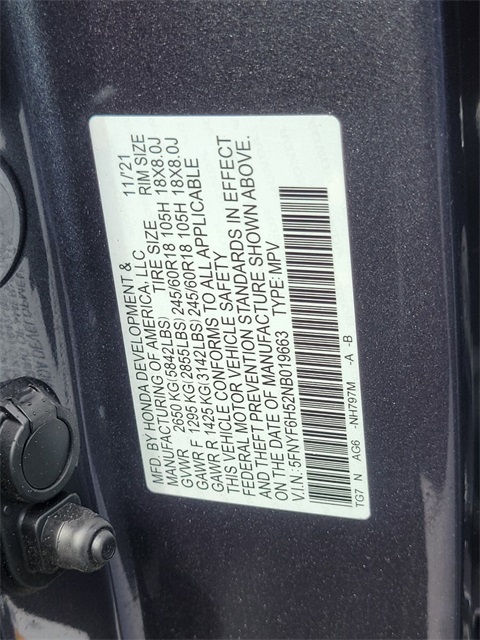 MFD. BY HONDA DEVELOPMENT &
MANUFACTURING OF AMERICA, LLC 11/'21
GVWR 2650 KG(5842LBS) TIRE SIZE RIM SIZE
GAWR F 1295 KG(2855LBS) 245/60R18 105H 18X8.0J
GAWR R 1425 KG(3142LBS) 245/60R18 105H 18X8.0J
THIS VEHICLE CONFORMS TO ALL APPLICABLE
FEDERAL MOTOR VEHICLE SAFETY
AND THEFT PREVENTION STANDARDS IN EFFECT
ON THE DATE OF MANUFACTURE SHOWN ABOVE.
V.I.N.: 5FNYF6H52NB019663 TYPE: MPV
TG7 N AG6 -NH797M -A -B